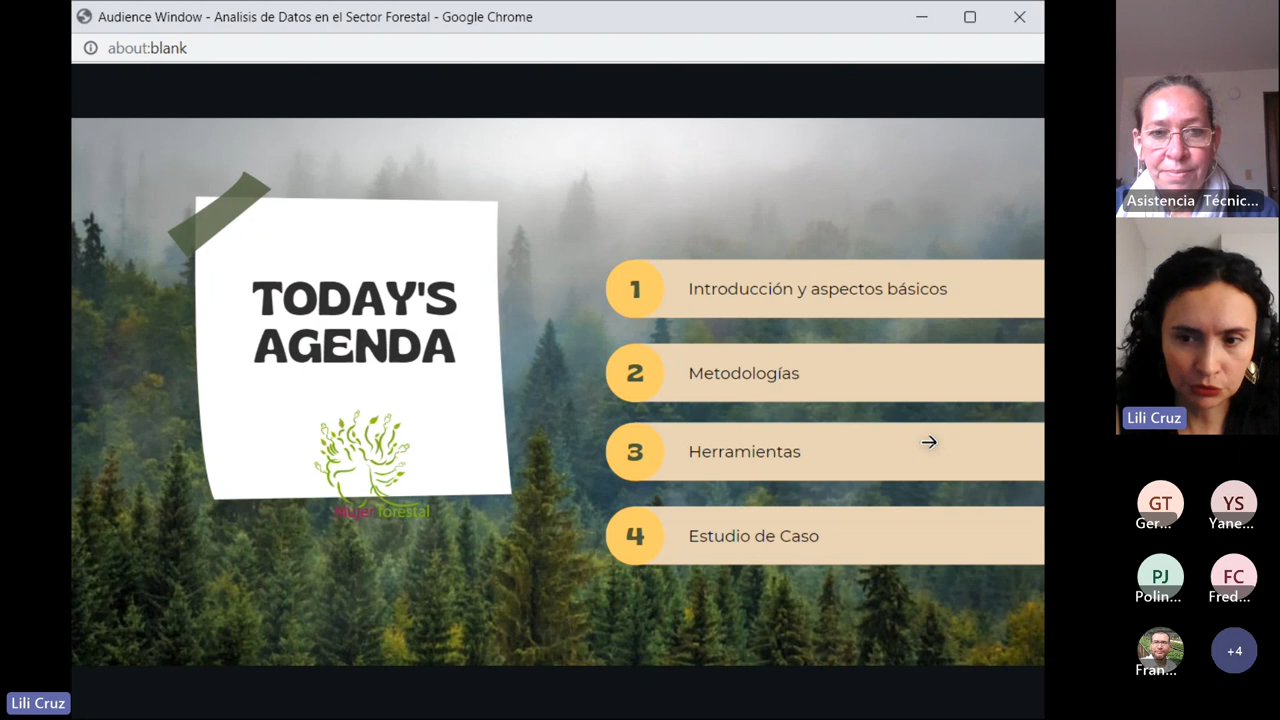 Audience Window - Analisis de Datos en el Sector Forestal - Google Chrome
about:blank
TODAY'S
AGENDA
Mujer forestal
1 Introducción y aspectos básicos
2 Metodologías
3 Herramientas
4 Estudio de Caso
Asistencia Técnic...
Lili Cruz
GT YS
Ger... Yane...
PJ FC
Polin... Fred...
+4
Fran...
Lili Cruz